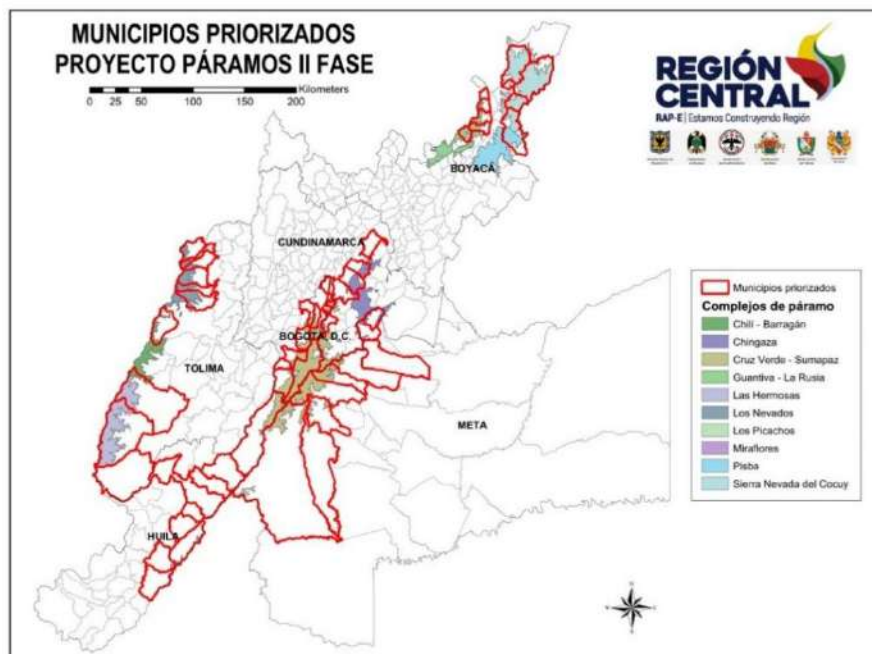 MUNICIPIOS PRIORIZADOS
PROYECTO PÁRAMOS II FASE
Kilometers
0 25 50 100 150 200
REGIÓN
CENTRAL
RAP-E | Estamos Construyendo Región
BOYACÁ
CUNDINAMARCA
BOGOTÁ, D.C.
TOLIMA
META
HUILA
Municipios priorizados
Complejos de páramo
Chilí - Barragán
Chingaza
Cruz Verde - Sumapaz
Guantiva - La Rusia
Las Hermosas
Los Nevados
Los Picachos
Miraflores
Pisba
Sierra Nevada del Cocuy